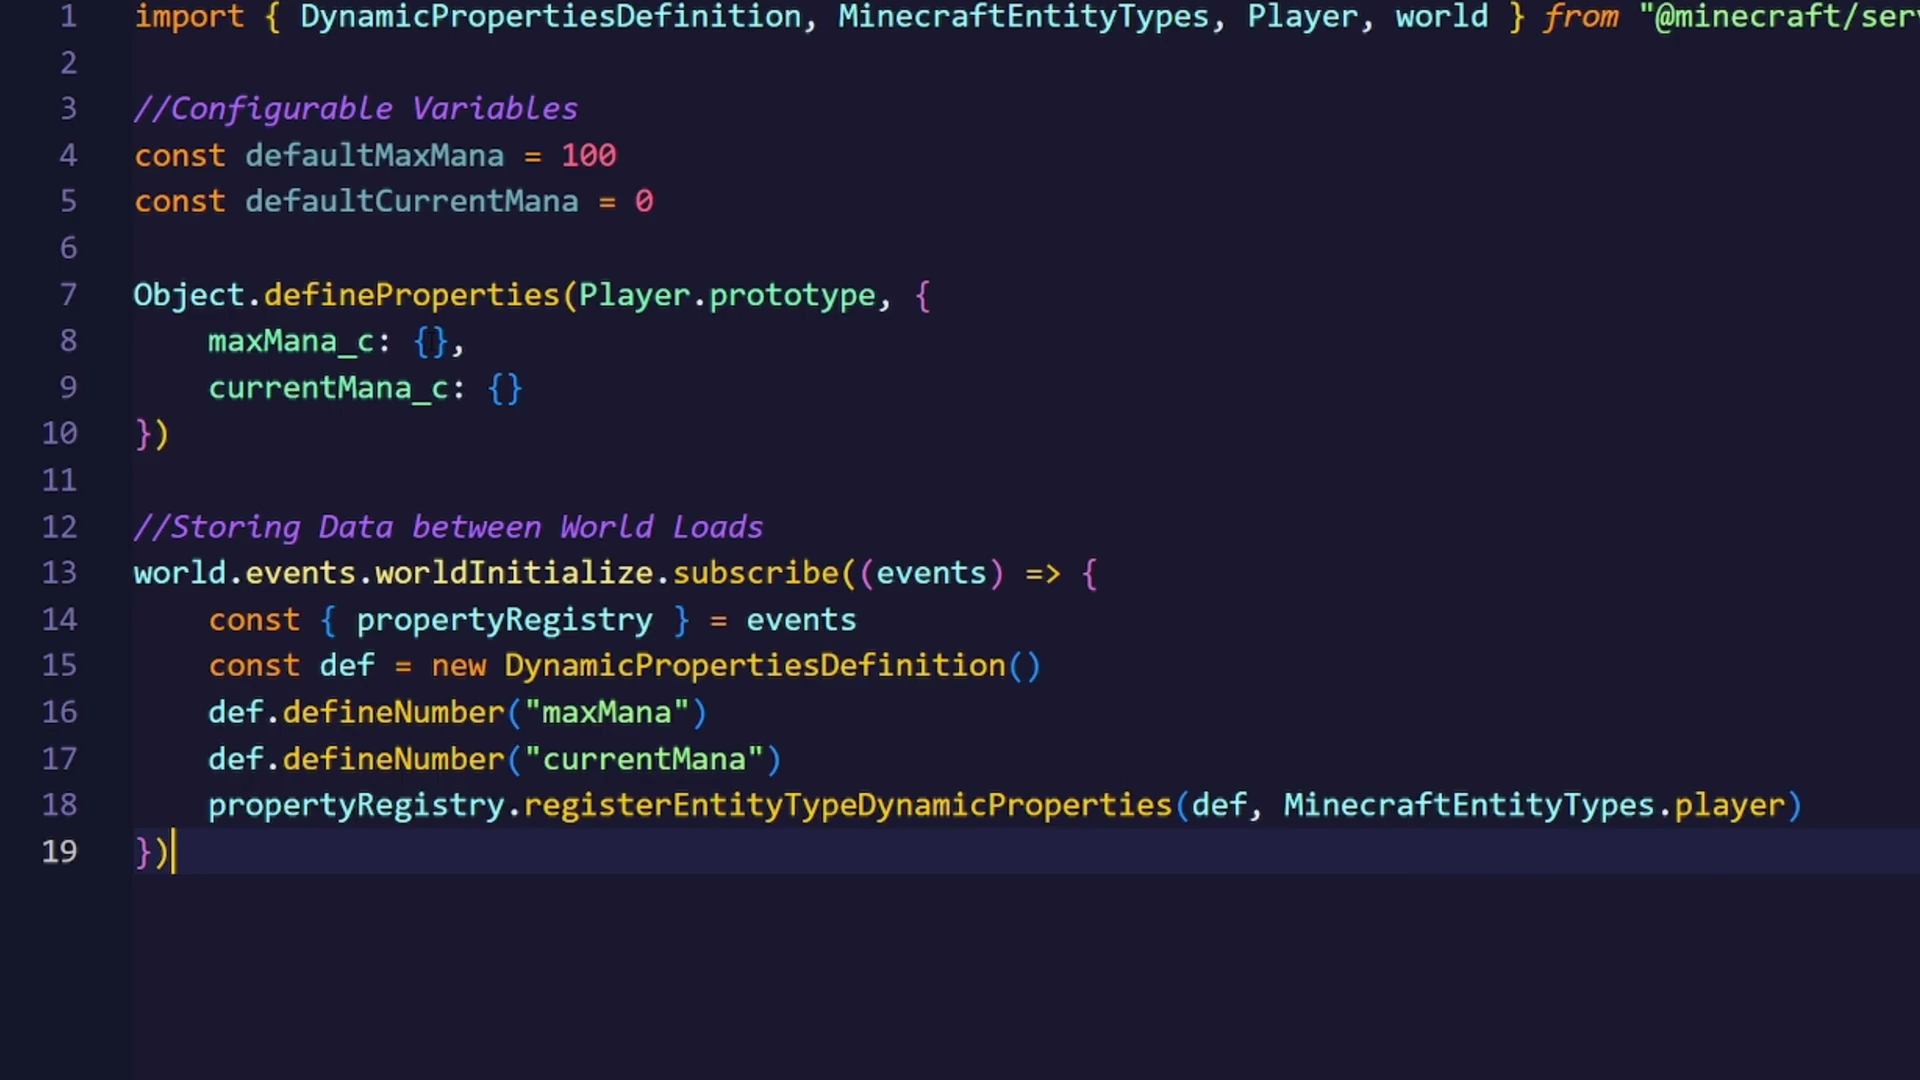 1 import { DynamicPropertiesDefinition, MinecraftEntityTypes, Player, world } from "@minecraft/serv
2
3 //Configurable Variables
4 const defaultMaxMana = 100
5 const defaultCurrentMana = 0
6
7 Object.defineProperties(Player.prototype, {
8     maxMana_c: {},
9     currentMana_c: {}
10 })
11
12 //Storing Data between World Loads
13 world.events.worldInitialize.subscribe((events) => {
14     const { propertyRegistry } = events
15     const def = new DynamicPropertiesDefinition()
16     def.defineNumber("maxMana")
17     def.defineNumber("currentMana")
18     propertyRegistry.registerEntityTypeDynamicProperties(def, MinecraftEntityTypes.player)
19 })